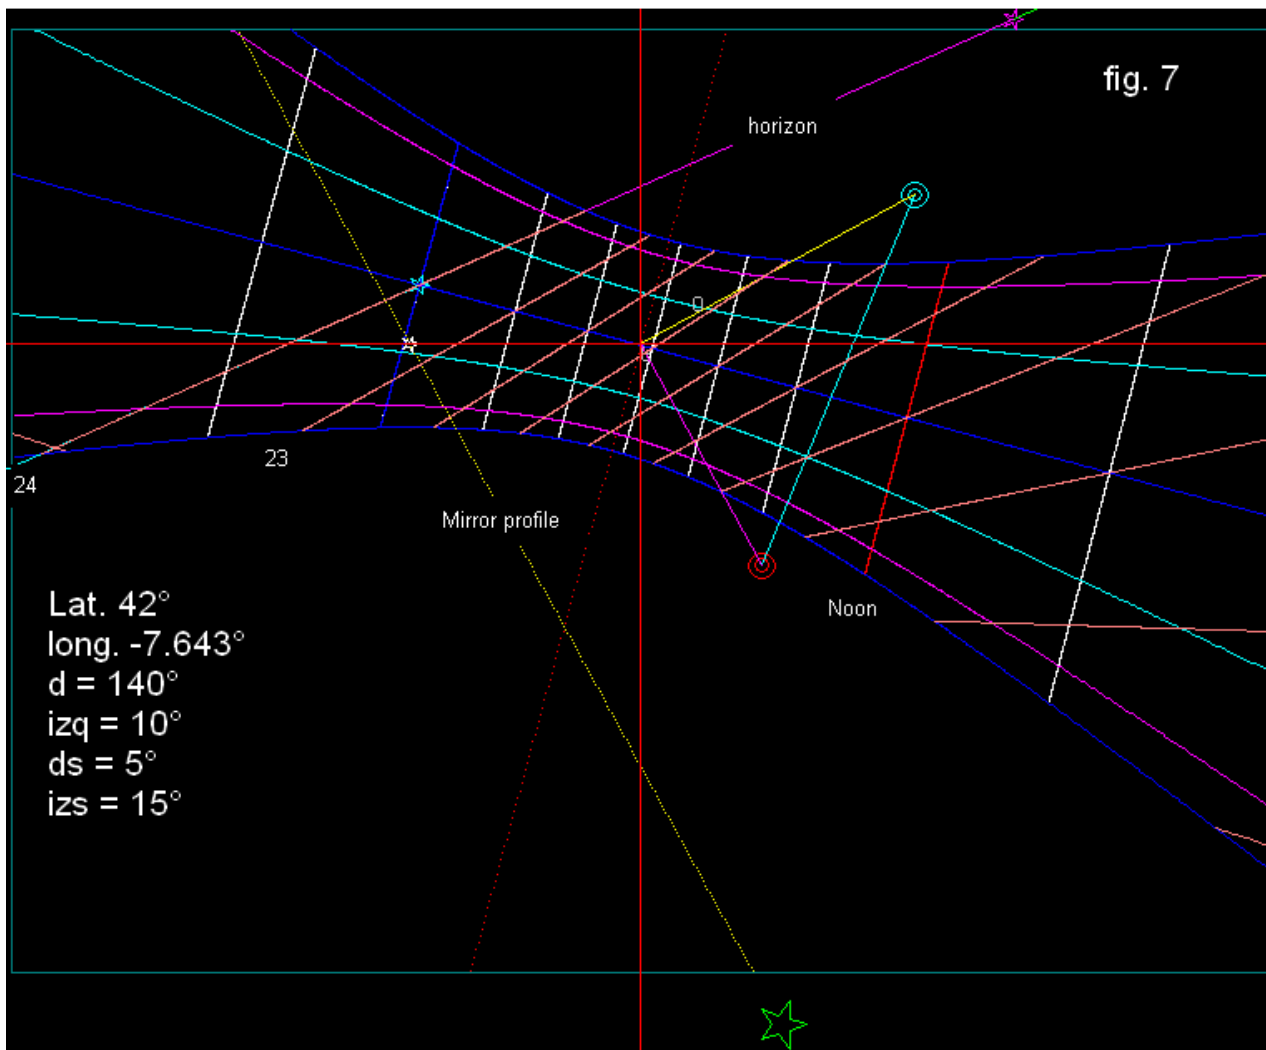 fig. 7
horizon
0
23
24
Mirror profile
Noon
Lat. 42°
long. -7.643°
d = 140°
izq = 10°
ds = 5°
izs = 15°